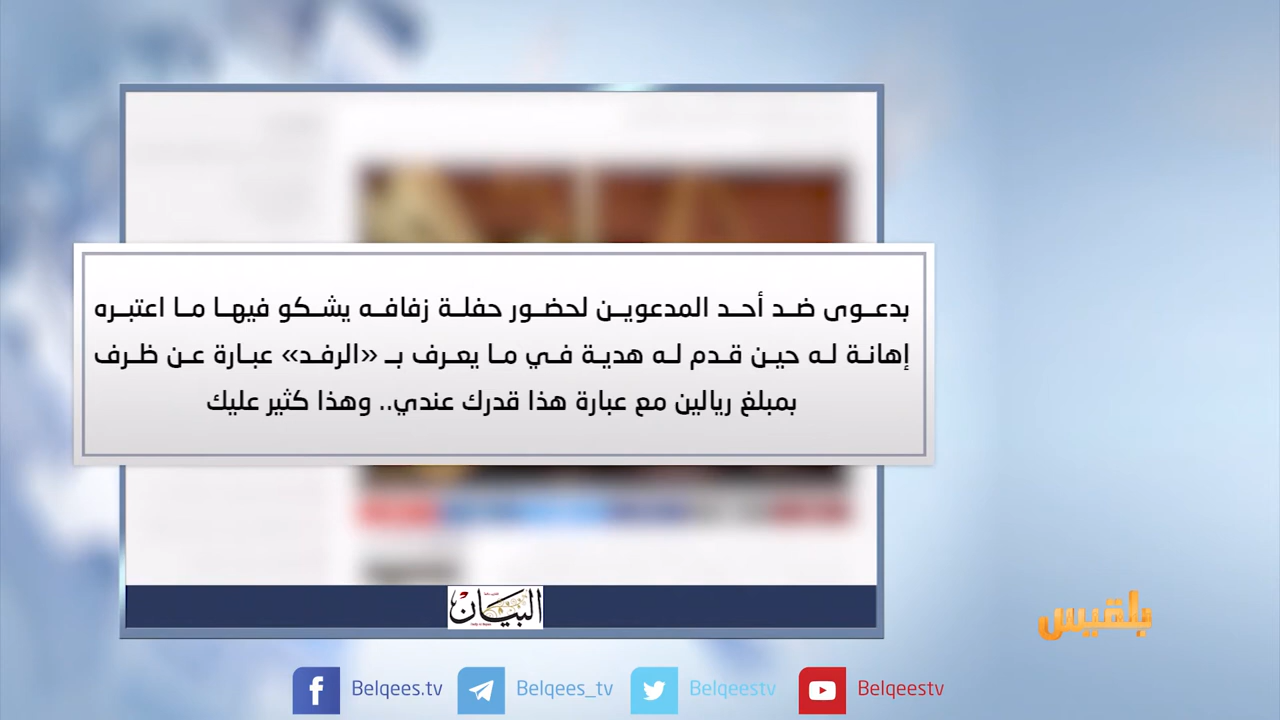 بدعوى ضد أحد المدعوين لحضور حفلة زفافه يشكو فيها ما اعتبره
إهانة له حين قدم له هدية في ما يعرف بـ «الرفد» عبارة عن ظرف
بمبلغ ريالين مع عبارة هذا قدرك عندي.. وهذا كثير عليك
البيان
بلقيس
Belqees.tv
Belqees_tv
Belqeestv
Belqeestv